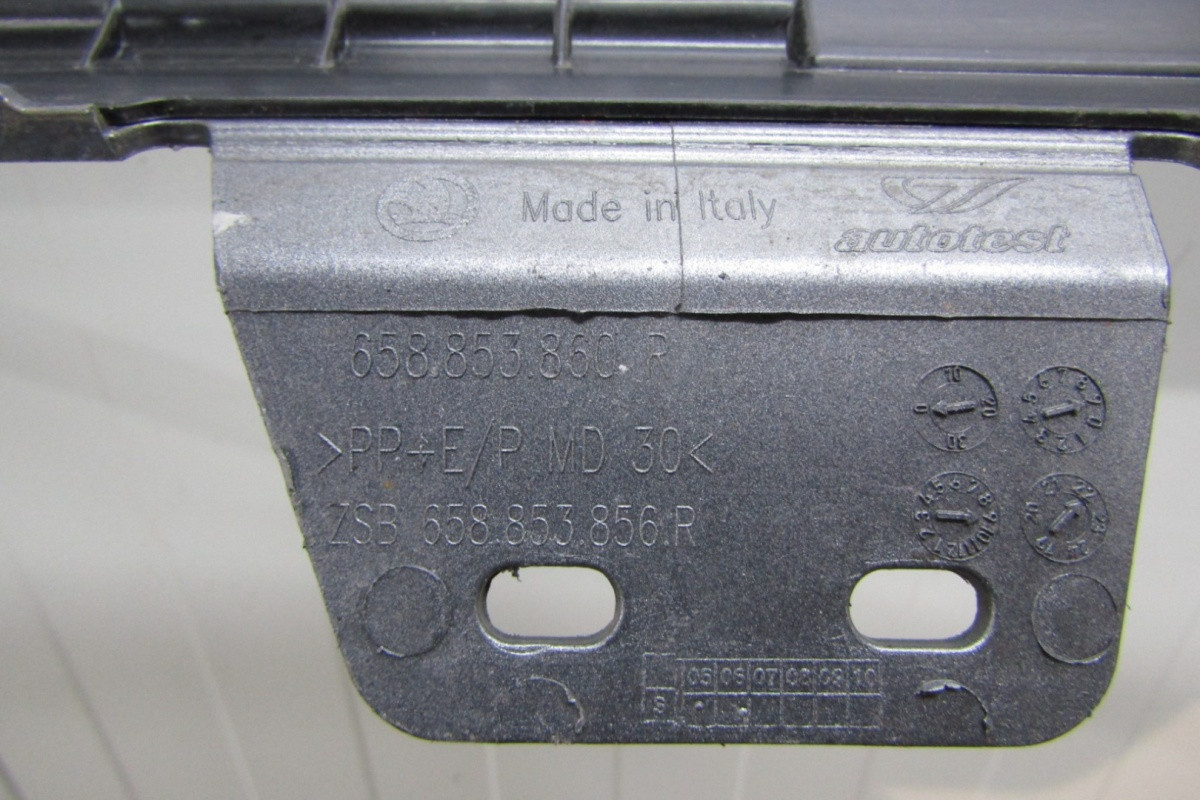 Made in Italy
autotest
658.853.860.R
>PP+E/P MD 30<
ZSB 658.853.856.R
05 06 07 08 09 10
S